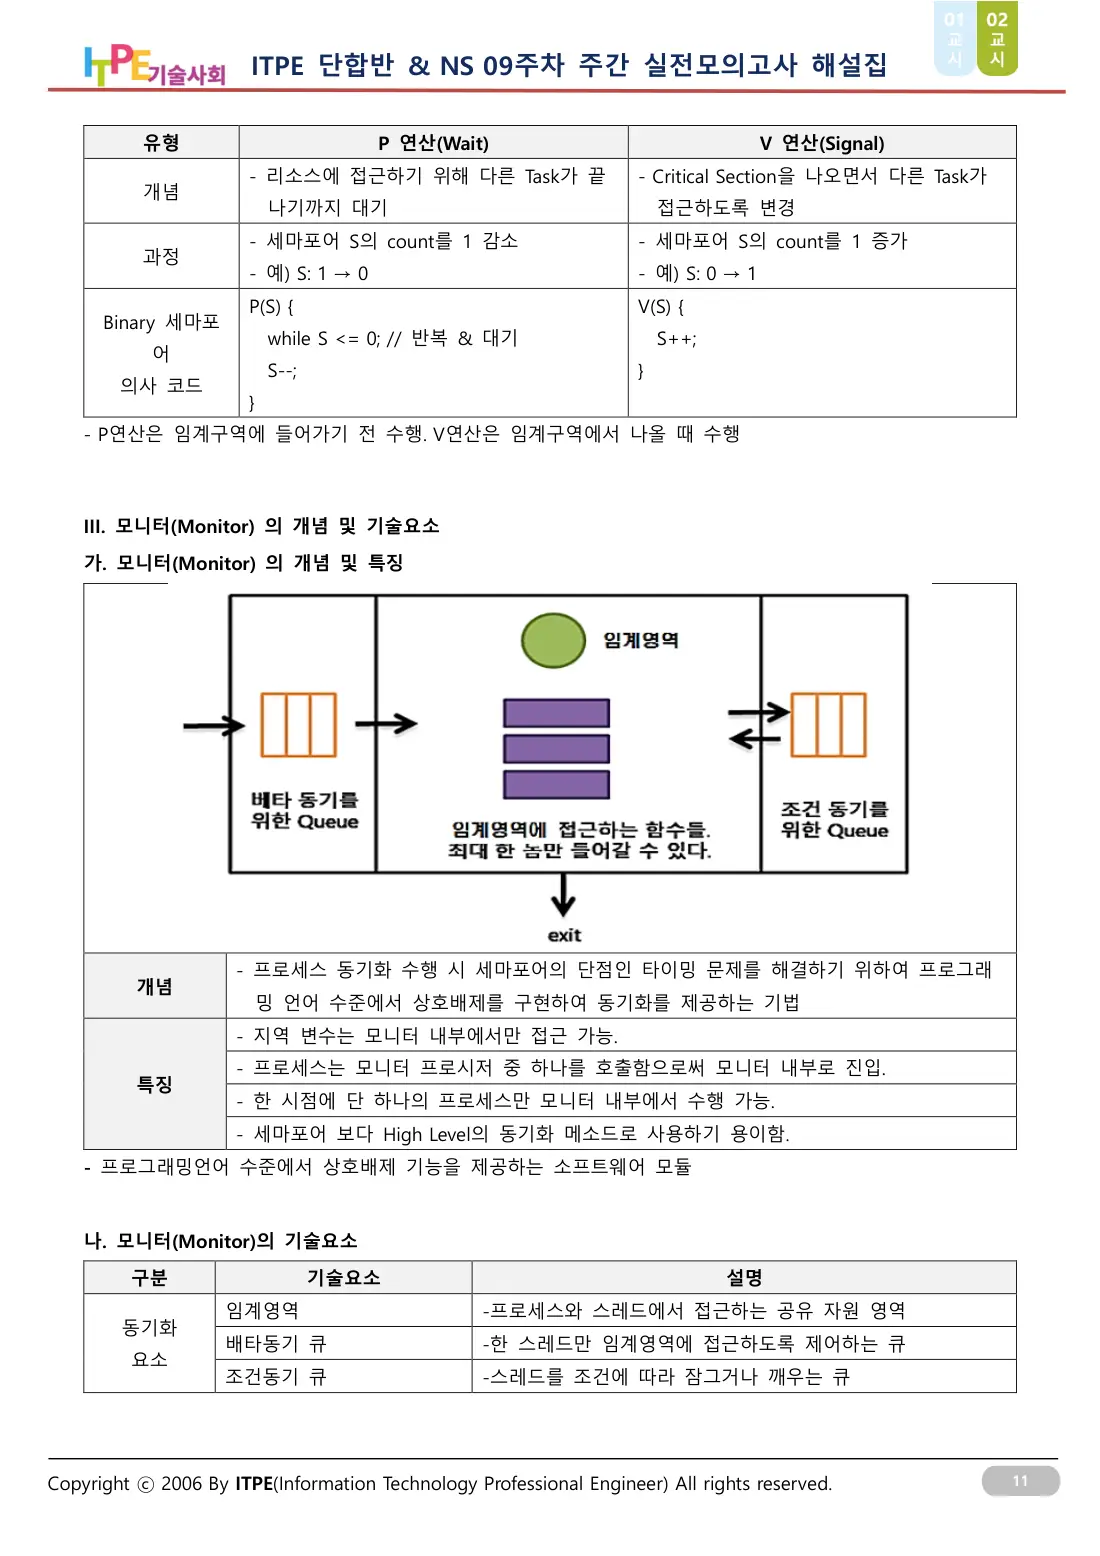 01
교
시
02
교
시
ITPE기술사회
ITPE 단합반 & NS 09주차 주간 실전모의고사 해설집
유형
P 연산(Wait)
V 연산(Signal)
개념
- 리소스에 접근하기 위해 다른 Task가 끝
나기까지 대기
- Critical Section을 나오면서 다른 Task가
접근하도록 변경
과정
- 세마포어 S의 count를 1 감소
- 예) S: 1 → 0
- 세마포어 S의 count를 1 증가
- 예) S: 0 → 1
Binary 세마포
어
의사 코드
P(S) {
while S <= 0; // 반복 & 대기
S--;
}
V(S) {
S++;
}
- P연산은 임계구역에 들어가기 전 수행. V연산은 임계구역에서 나올 때 수행
III. 모니터(Monitor) 의 개념 및 기술요소
가. 모니터(Monitor) 의 개념 및 특징
임계영역
베타 동기를
위한 Queue
임계영역에 접근하는 함수들.
최대 한 놈만 들어갈 수 있다.
조건 동기를
위한 Queue
exit
개념
- 프로세스 동기화 수행 시 세마포어의 단점인 타이밍 문제를 해결하기 위하여 프로그래
밍 언어 수준에서 상호배제를 구현하여 동기화를 제공하는 기법
특징
- 지역 변수는 모니터 내부에서만 접근 가능.
- 프로세스는 모니터 프로시저 중 하나를 호출함으로써 모니터 내부로 진입.
- 한 시점에 단 하나의 프로세스만 모니터 내부에서 수행 가능.
- 세마포어 보다 High Level의 동기화 메소드로 사용하기 용이함.
- 프로그래밍언어 수준에서 상호배제 기능을 제공하는 소프트웨어 모듈
나. 모니터(Monitor)의 기술요소
구분
기술요소
설명
동기화
요소
임계영역
-프로세스와 스레드에서 접근하는 공유 자원 영역
배타동기 큐
-한 스레드만 임계영역에 접근하도록 제어하는 큐
조건동기 큐
-스레드를 조건에 따라 잠그거나 깨우는 큐
Copyright ⓒ 2006 By ITPE(Information Technology Professional Engineer) All rights reserved.
11